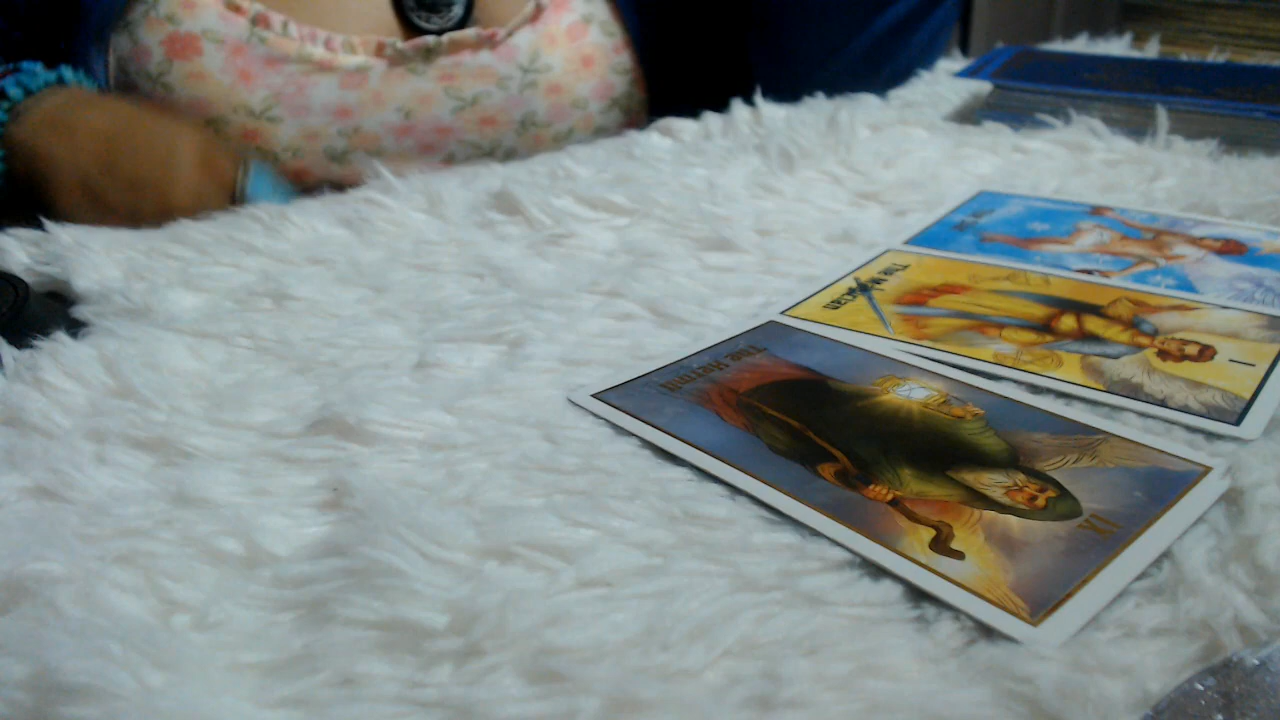 The Magician
I
The Hermit
IX